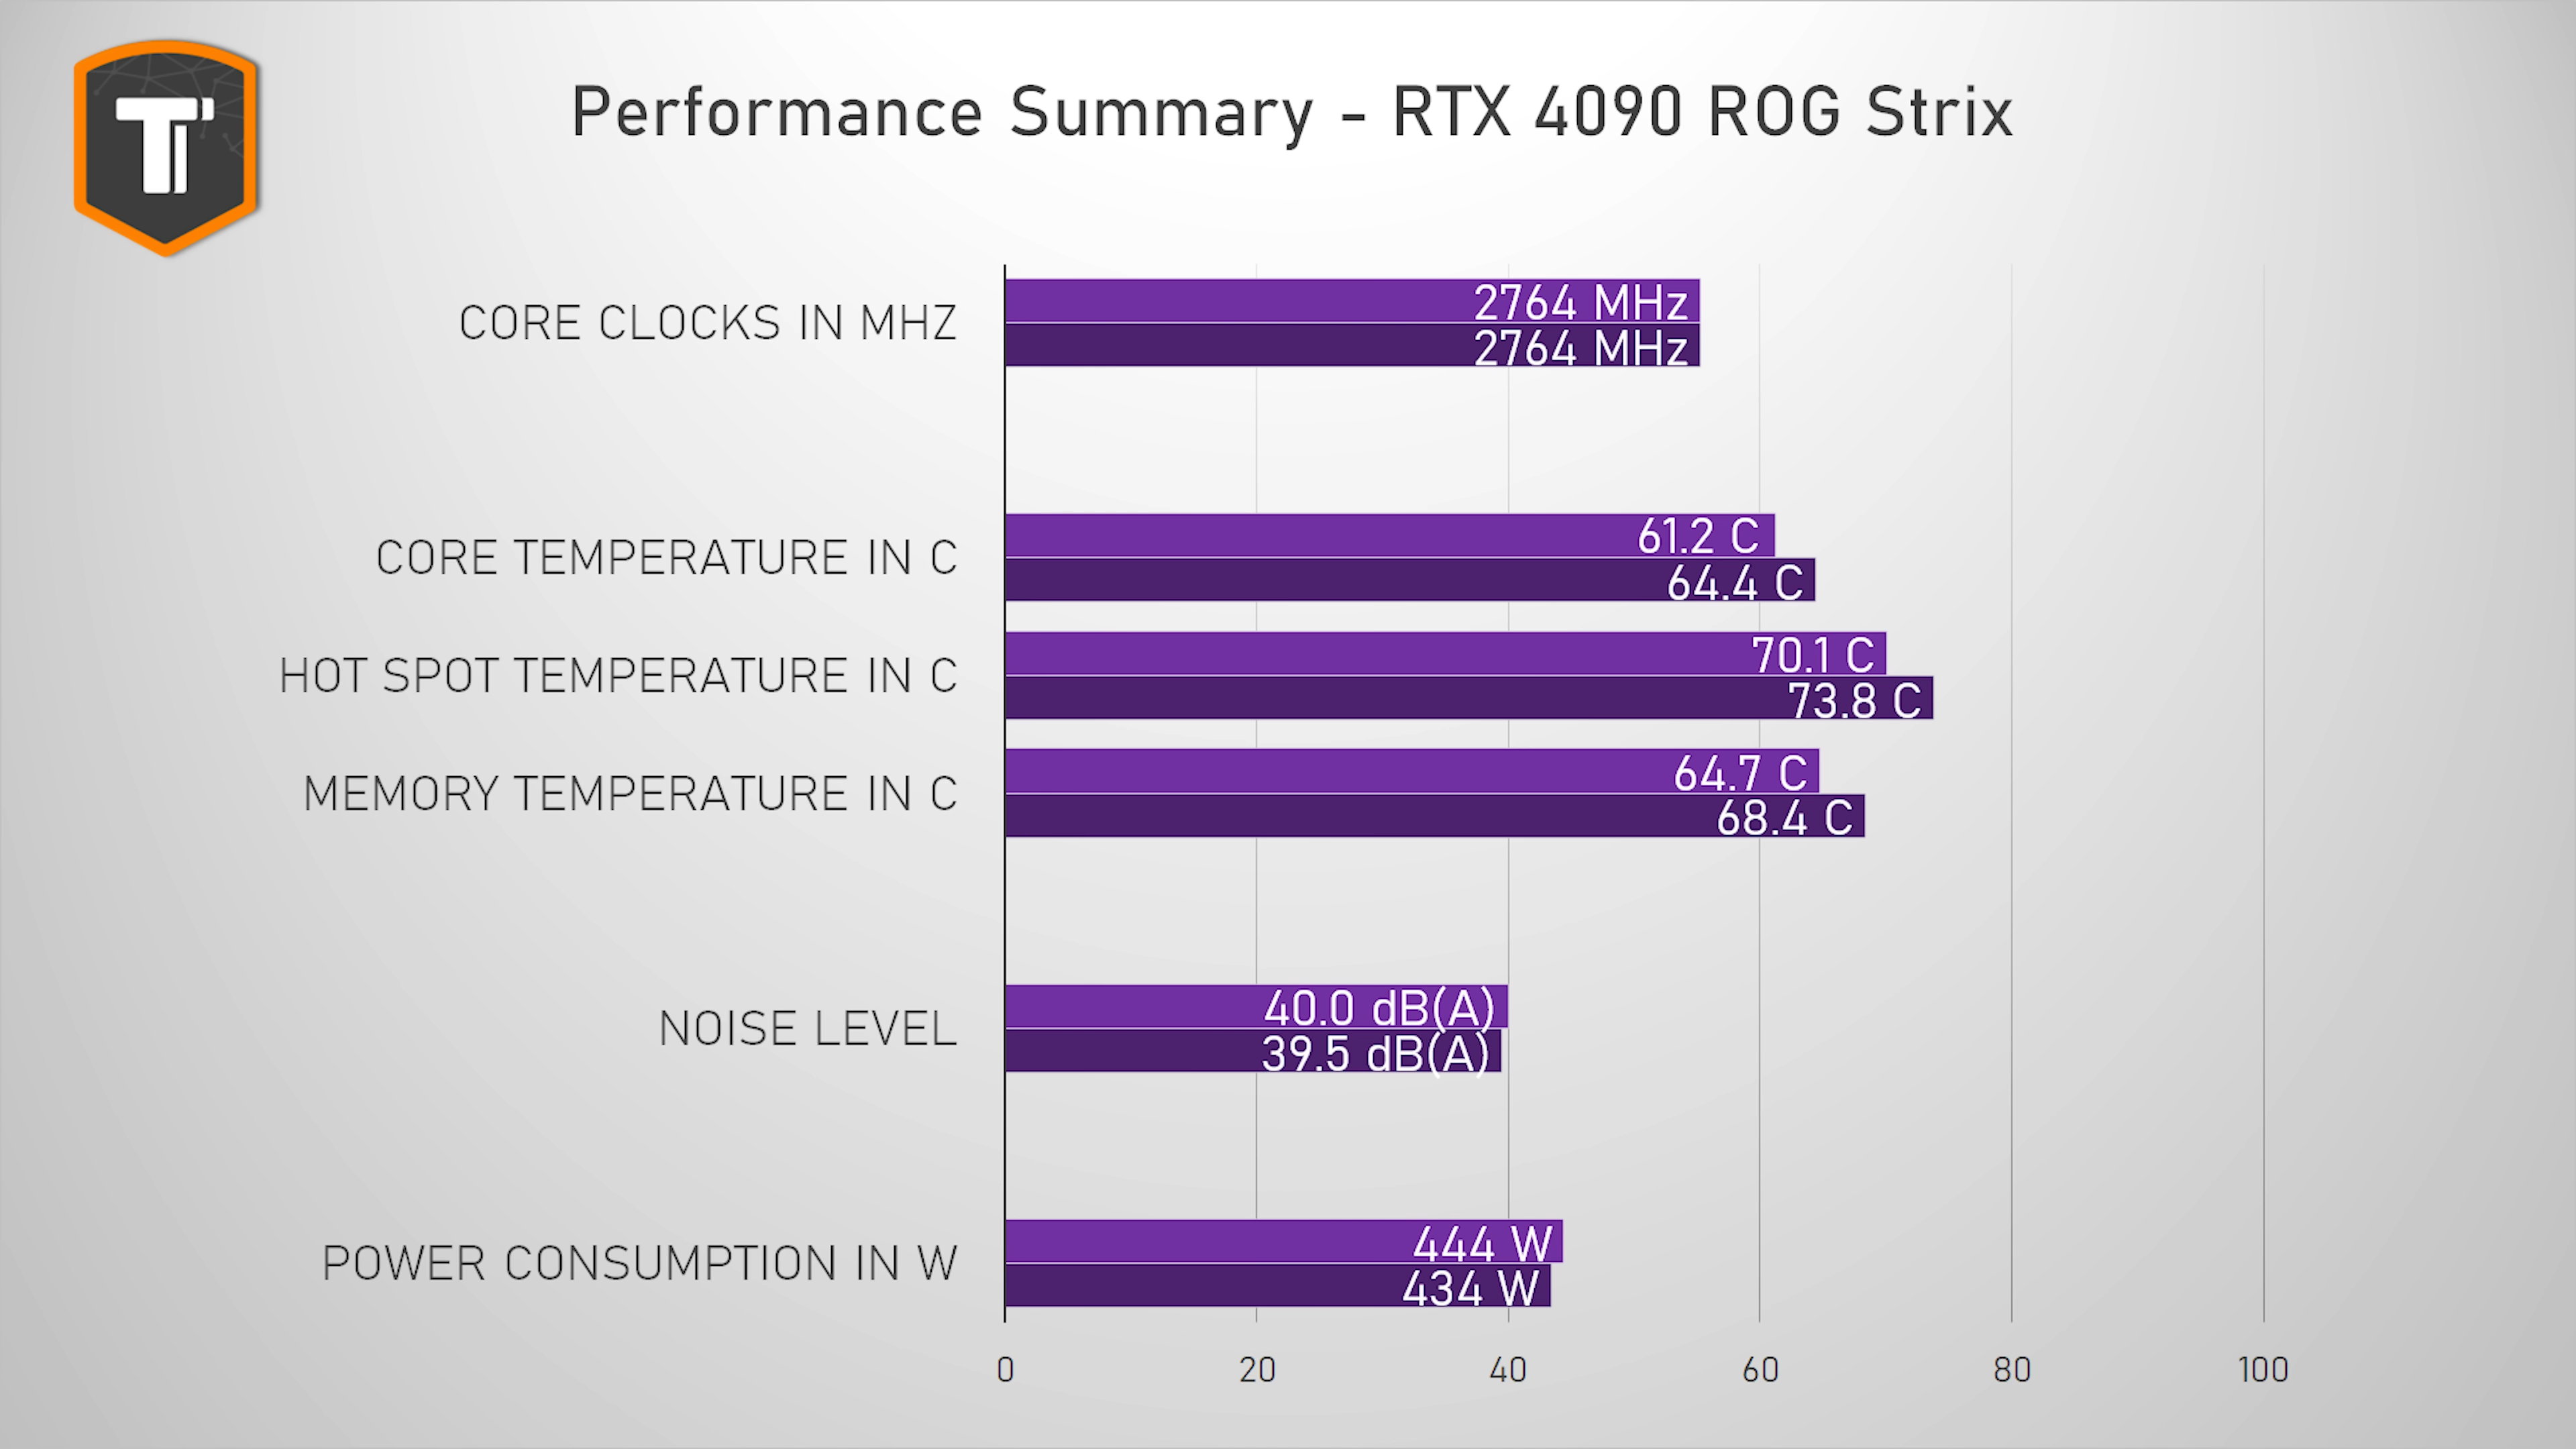 Performance Summary - RTX 4090 ROG Strix
CORE CLOCKS IN MHZ
2764 MHz
2764 MHz
CORE TEMPERATURE IN C
61.2 C
64.4 C
HOT SPOT TEMPERATURE IN C
70.1 C
73.8 C
MEMORY TEMPERATURE IN C
64.7 C
68.4 C
NOISE LEVEL
40.0 dB(A)
39.5 dB(A)
POWER CONSUMPTION IN W
444 W
434 W
0 20 40 60 80 100